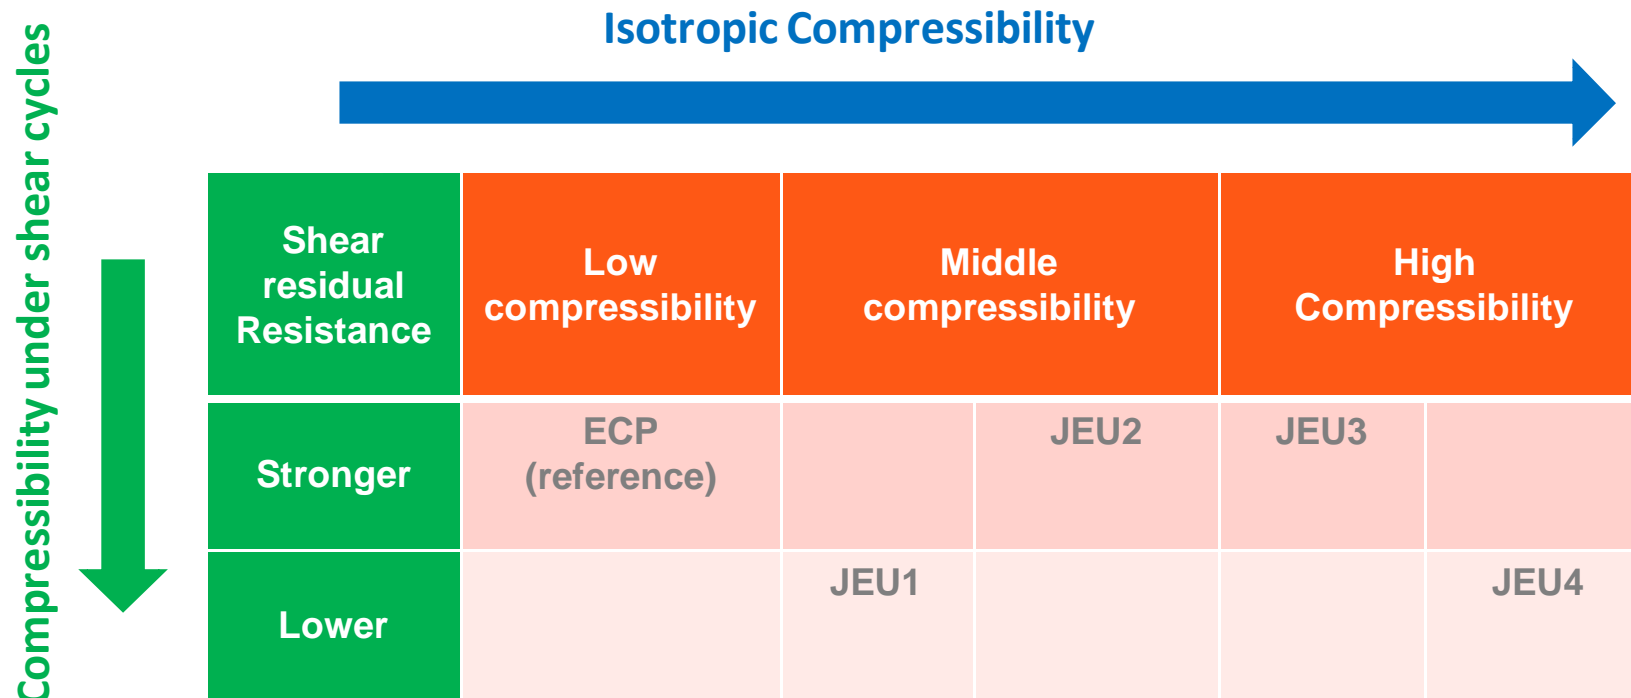 Isotropic Compressibility
Compressibility under shear cycles
Shear
residual
Resistance
Low
compressibility
Middle
compressibility
High
Compressibility
Stronger
ECP
(reference)
JEU2
JEU3
Lower
JEU1
JEU4